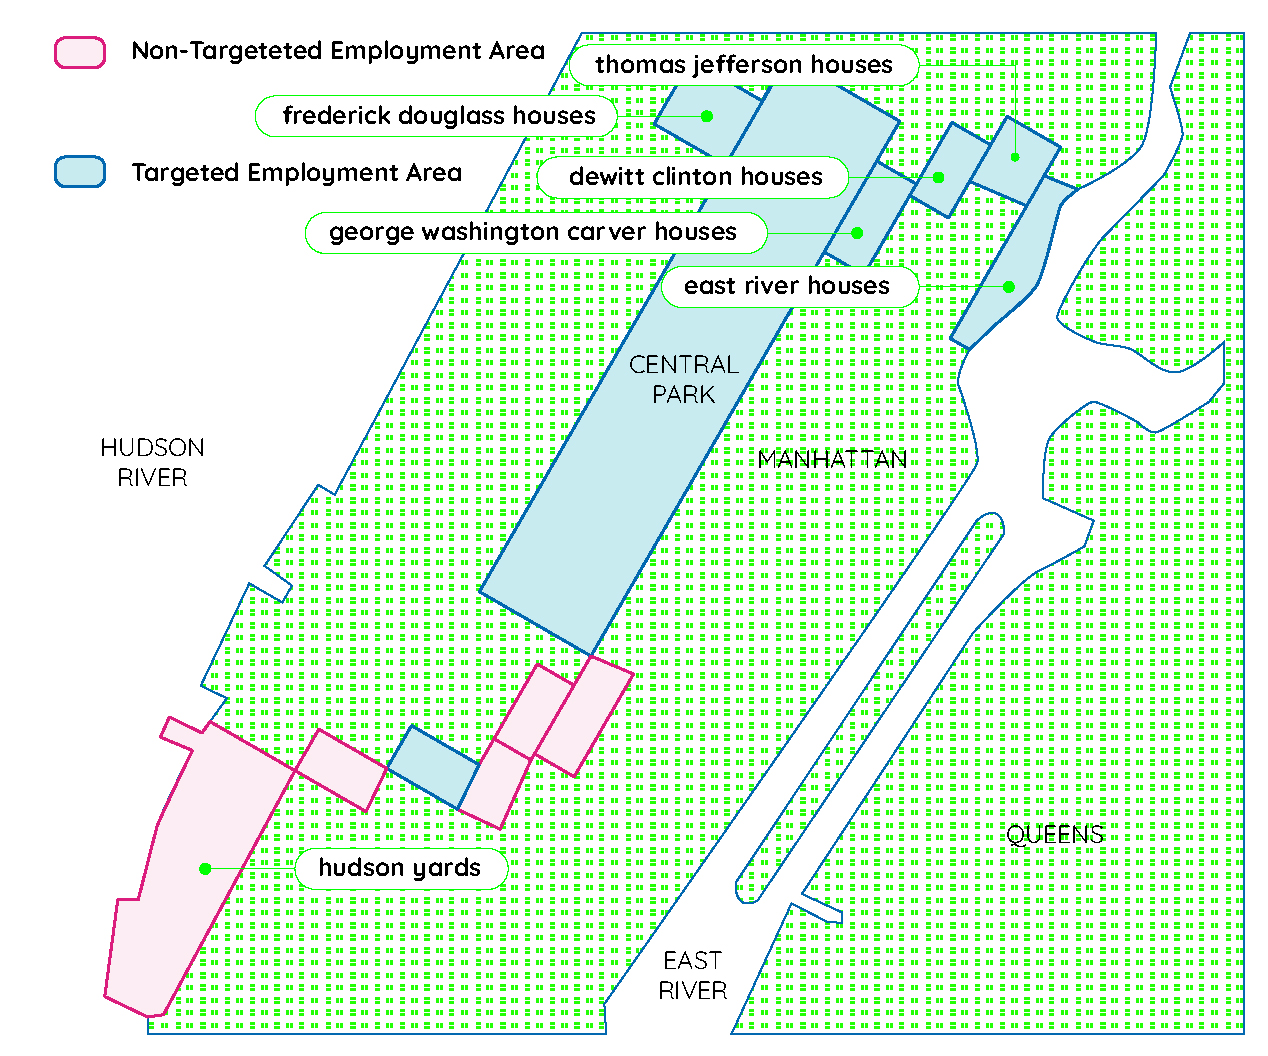 Non-Targeteted Employment Area
thomas jefferson houses
frederick douglass houses
Targeted Employment Area
dewitt clinton houses
george washington carver houses
east river houses
CENTRAL
PARK
HUDSON
RIVER
MANHATTAN
QUEENS
hudson yards
EAST
RIVER